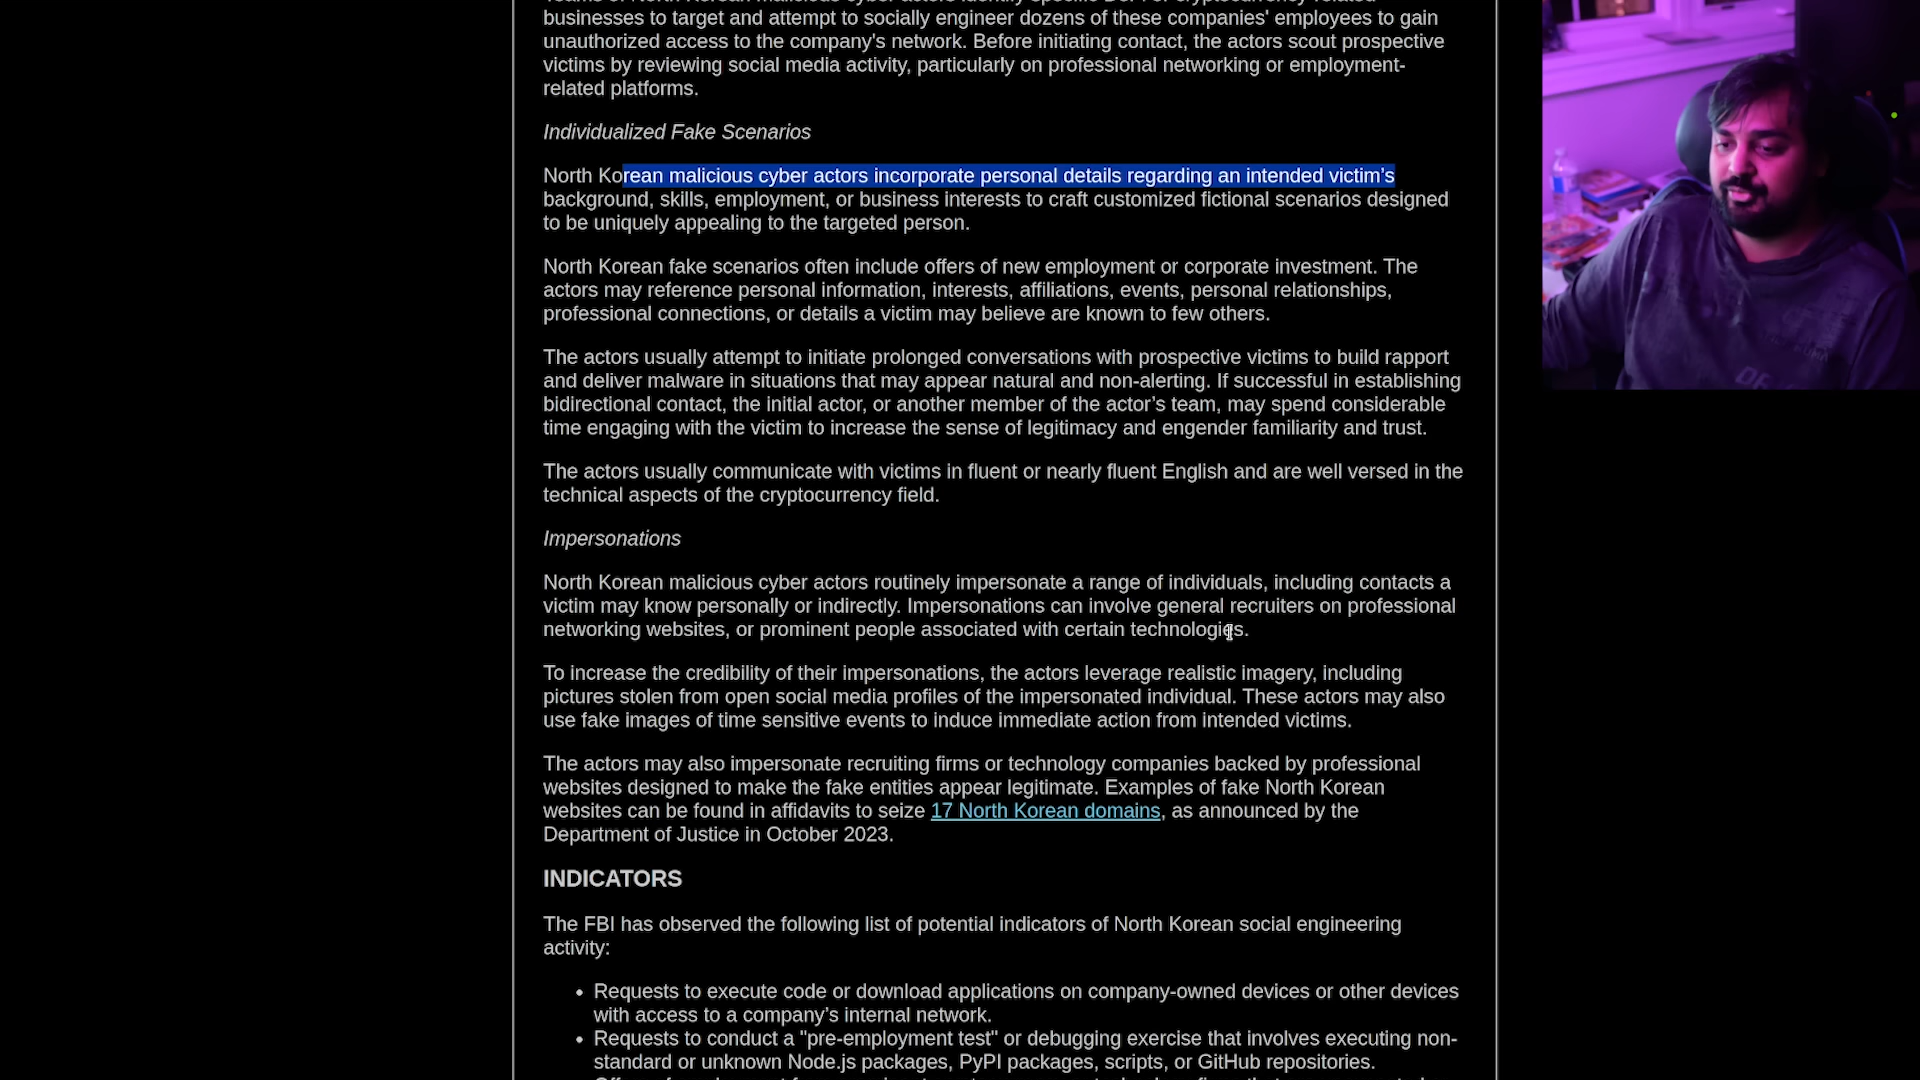 businesses to target and attempt to socially engineer dozens of these companies' employees to gain
unauthorized access to the company's network. Before initiating contact, the actors scout prospective
victims by reviewing social media activity, particularly on professional networking or employment-
related platforms.
Individualized Fake Scenarios
North Korean malicious cyber actors incorporate personal details regarding an intended victim's
background, skills, employment, or business interests to craft customized fictional scenarios designed
to be uniquely appealing to the targeted person.
North Korean fake scenarios often include offers of new employment or corporate investment. The
actors may reference personal information, interests, affiliations, events, personal relationships,
professional connections, or details a victim may believe are known to few others.
The actors usually attempt to initiate prolonged conversations with prospective victims to build rapport
and deliver malware in situations that may appear natural and non-alerting. If successful in establishing
bidirectional contact, the initial actor, or another member of the actor's team, may spend considerable
time engaging with the victim to increase the sense of legitimacy and engender familiarity and trust.
The actors usually communicate with victims in fluent or nearly fluent English and are well versed in the
technical aspects of the cryptocurrency field.
Impersonations
North Korean malicious cyber actors routinely impersonate a range of individuals, including contacts a
victim may know personally or indirectly. Impersonations can involve general recruiters on professional
networking websites, or prominent people associated with certain technologies.
To increase the credibility of their impersonations, the actors leverage realistic imagery, including
pictures stolen from open social media profiles of the impersonated individual. These actors may also
use fake images of time sensitive events to induce immediate action from intended victims.
The actors may also impersonate recruiting firms or technology companies backed by professional
websites designed to make the fake entities appear legitimate. Examples of fake North Korean
websites can be found in affidavits to seize 17 North Korean domains, as announced by the
Department of Justice in October 2023.
INDICATORS
The FBI has observed the following list of potential indicators of North Korean social engineering
activity:
• Requests to execute code or download applications on company-owned devices or other devices
with access to a company's internal network.
• Requests to conduct a "pre-employment test" or debugging exercise that involves executing non-
standard or unknown Node.js packages, PyPI packages, scripts, or GitHub repositories.